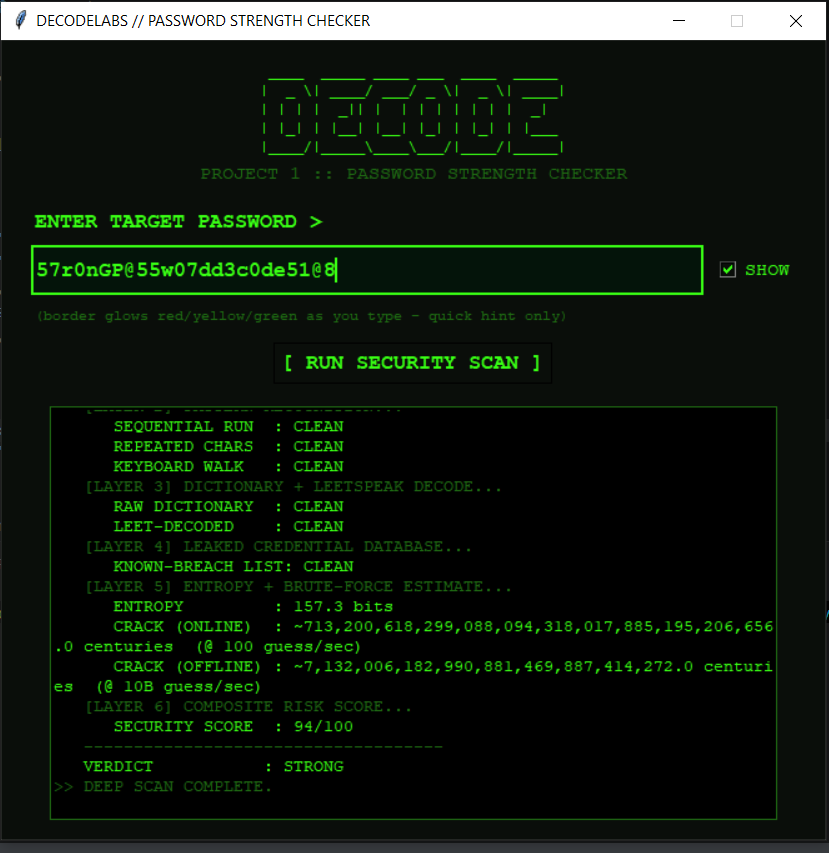 DECODELABS // PASSWORD STRENGTH CHECKER
DECODE
PROJECT 1 :: PASSWORD STRENGTH CHECKER
ENTER TARGET PASSWORD >
57r0nGP@55w07dd3c0de51@8
SHOW
(border glows red/yellow/green as you type - quick hint only)
[ RUN SECURITY SCAN ]
SEQUENTIAL RUN : CLEAN
REPEATED CHARS : CLEAN
KEYBOARD WALK : CLEAN
[LAYER 3] DICTIONARY + LEETSPEAK DECODE...
RAW DICTIONARY : CLEAN
LEET-DECODED : CLEAN
[LAYER 4] LEAKED CREDENTIAL DATABASE...
KNOWN-BREACH LIST: CLEAN
[LAYER 5] ENTROPY + BRUTE-FORCE ESTIMATE...
ENTROPY : 157.3 bits
CRACK (ONLINE) : ~713,200,618,299,088,094,318,017,885,195,206,656
.0 centuries (@ 100 guess/sec)
CRACK (OFFLINE) : ~7,132,006,182,990,881,469,887,414,272.0 centuri
es (@ 10B guess/sec)
[LAYER 6] COMPOSITE RISK SCORE...
SECURITY SCORE : 94/100
------------------------------------
VERDICT : STRONG
>> DEEP SCAN COMPLETE.